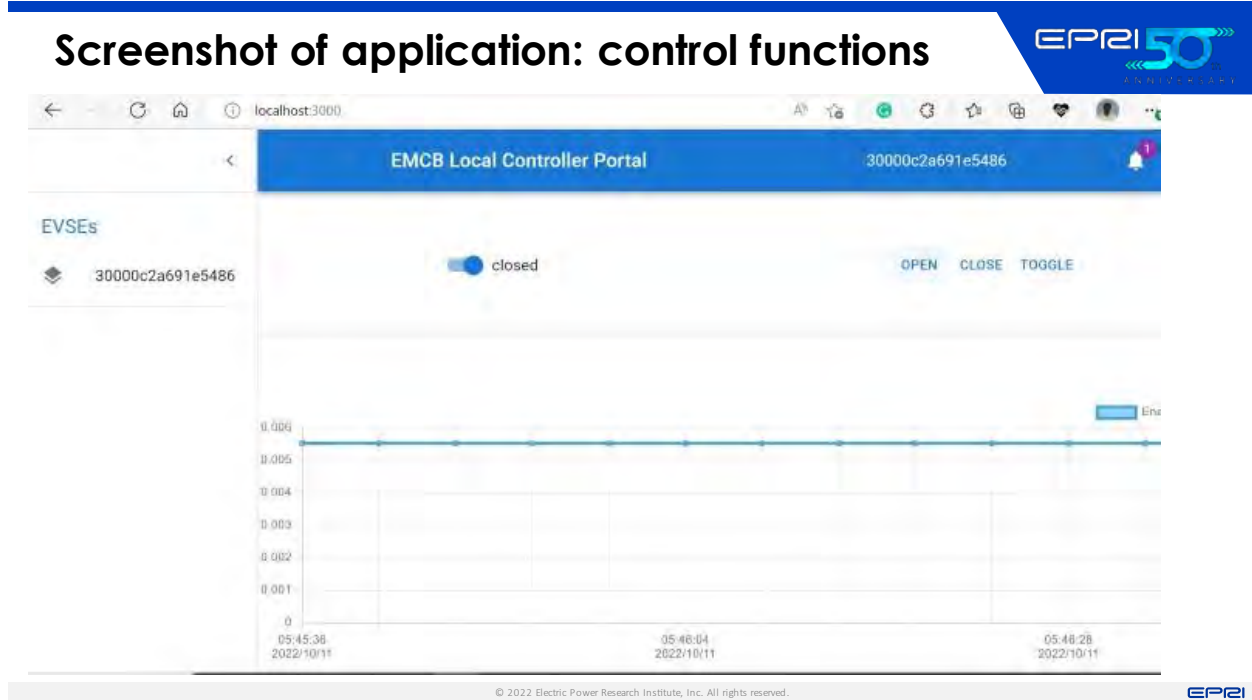 Screenshot of application: control functions
EPRI 50
ANNIVERSARY
localhost:3000
EMCB Local Controller Portal
30000c2a691e5486
1
EVSEs
30000c2a691e5486
closed
OPEN CLOSE TOGGLE
Ene
0.006
0.005
0.004
0.003
0.002
0.001
0
05:45:36
2022/10/11
05:46:04
2022/10/11
05:46:28
2022/10/11
© 2022 Electric Power Research Institute, Inc. All rights reserved.
EPRI